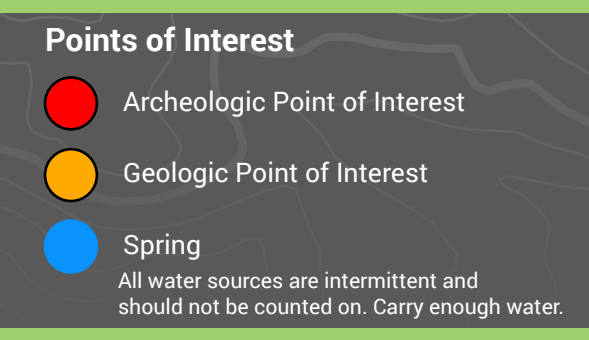 Points of Interest
Archeologic Point of Interest
Geologic Point of Interest
Spring
All water sources are intermittent and
should not be counted on. Carry enough water.